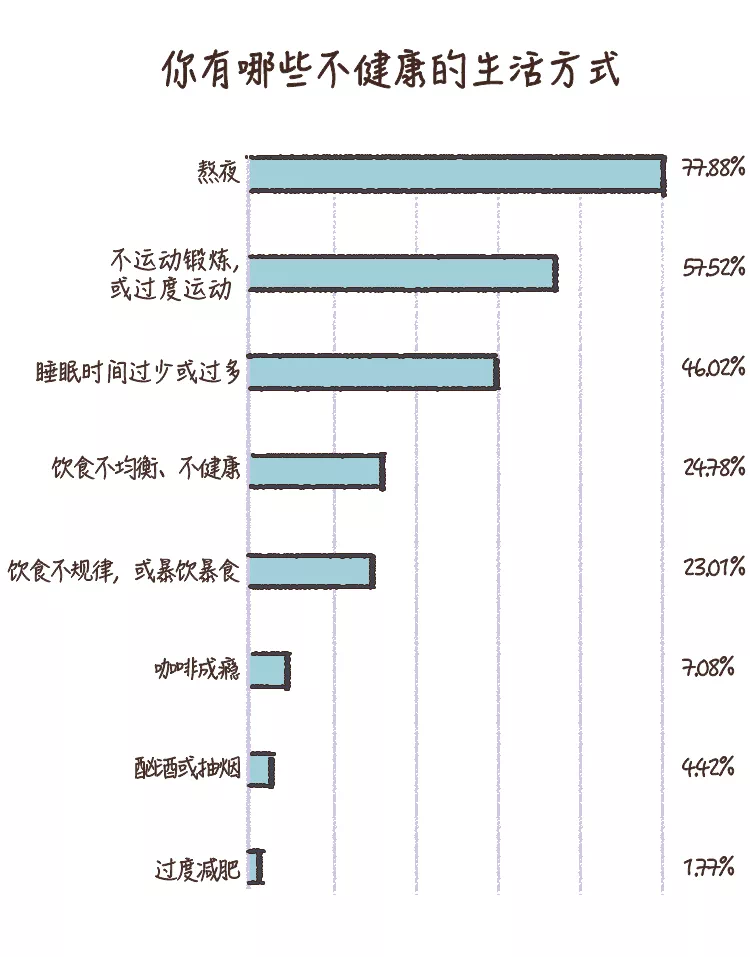 你有哪些不健康的生活方式
熬夜
77.88%
不运动锻炼,
或过度运动
57.52%
睡眠时间过少或过多
46.02%
饮食不均衡、不健康
24.78%
饮食不规律，或暴饮暴食
23.01%
咖啡成瘾
7.08%
酗酒或抽烟
4.42%
过度减肥
1.77%